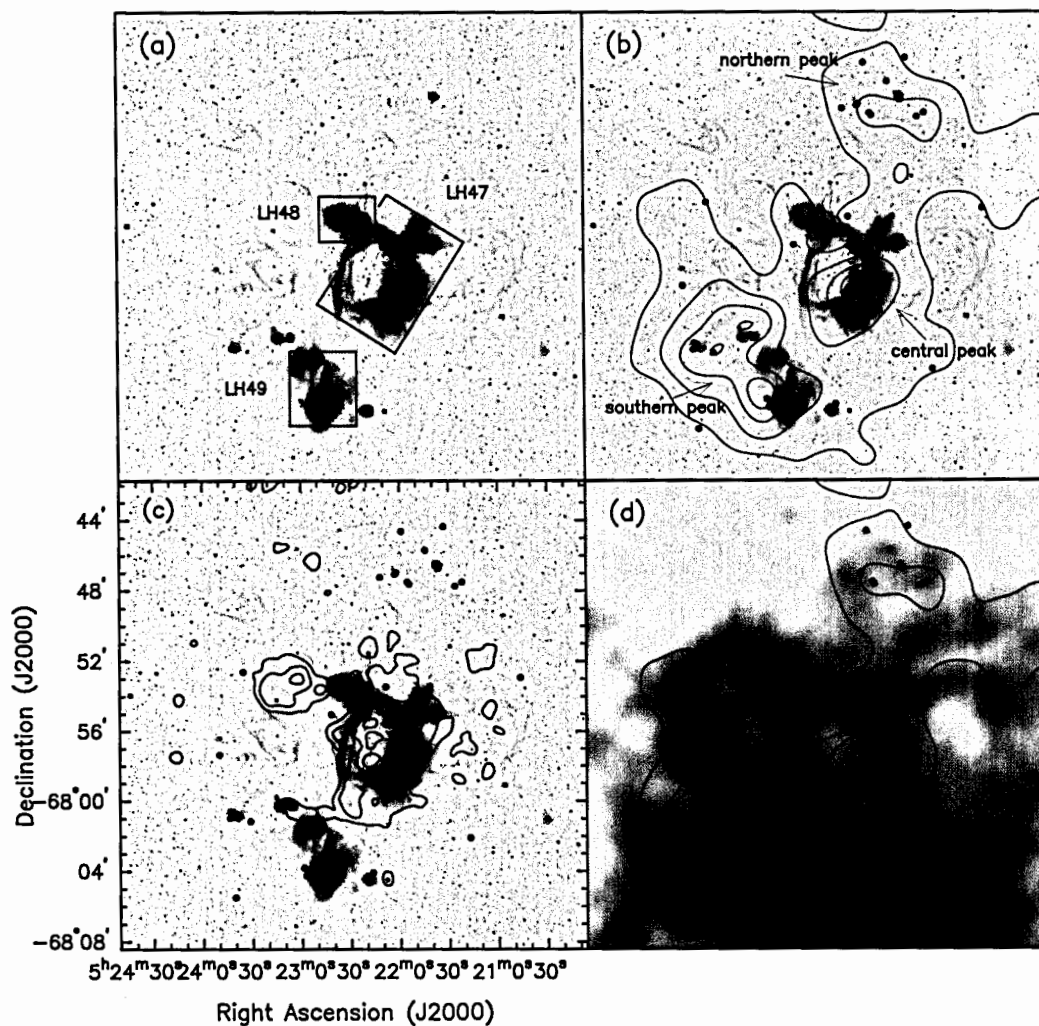 (a)
LH48
LH47
LH49
(b)
northern peak
central peak
southern peak
(c)
44'
48'
52'
56'
−68°00'
04'
−68°08'
Declination (J2000)
5ʰ24ᵐ30ˢ24ᵐ0ˢ30ˢ23ᵐ0ˢ30ˢ22ᵐ0ˢ30ˢ21ᵐ0ˢ30ˢ
Right Ascension (J2000)
(d)